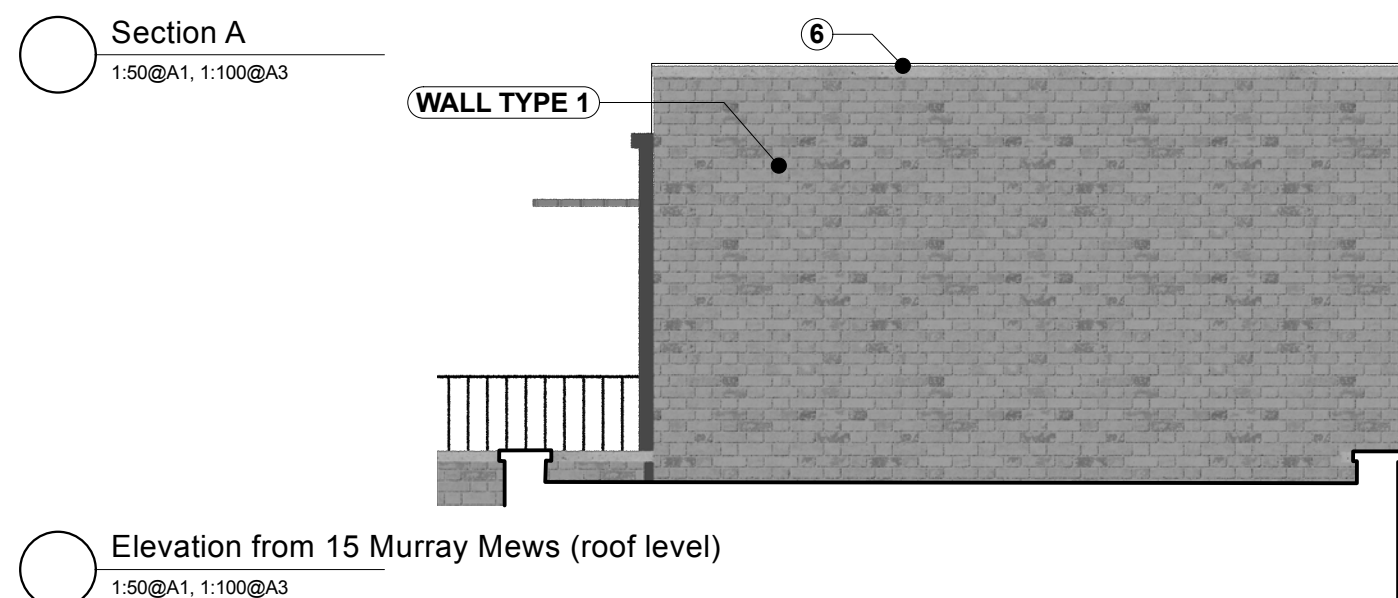 Section A
1:50@A1, 1:100@A3
6
WALL TYPE 1
Elevation from 15 Murray Mews (roof level)
1:50@A1, 1:100@A3